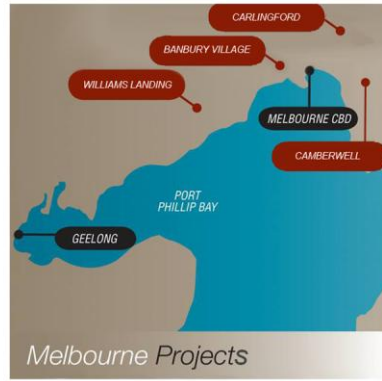 CARLINGFORD
BANBURY VILLAGE
WILLIAMS LANDING
MELBOURNE CBD
CAMBERWELL
PORT
PHILLIP BAY
GEELONG
Melbourne Projects